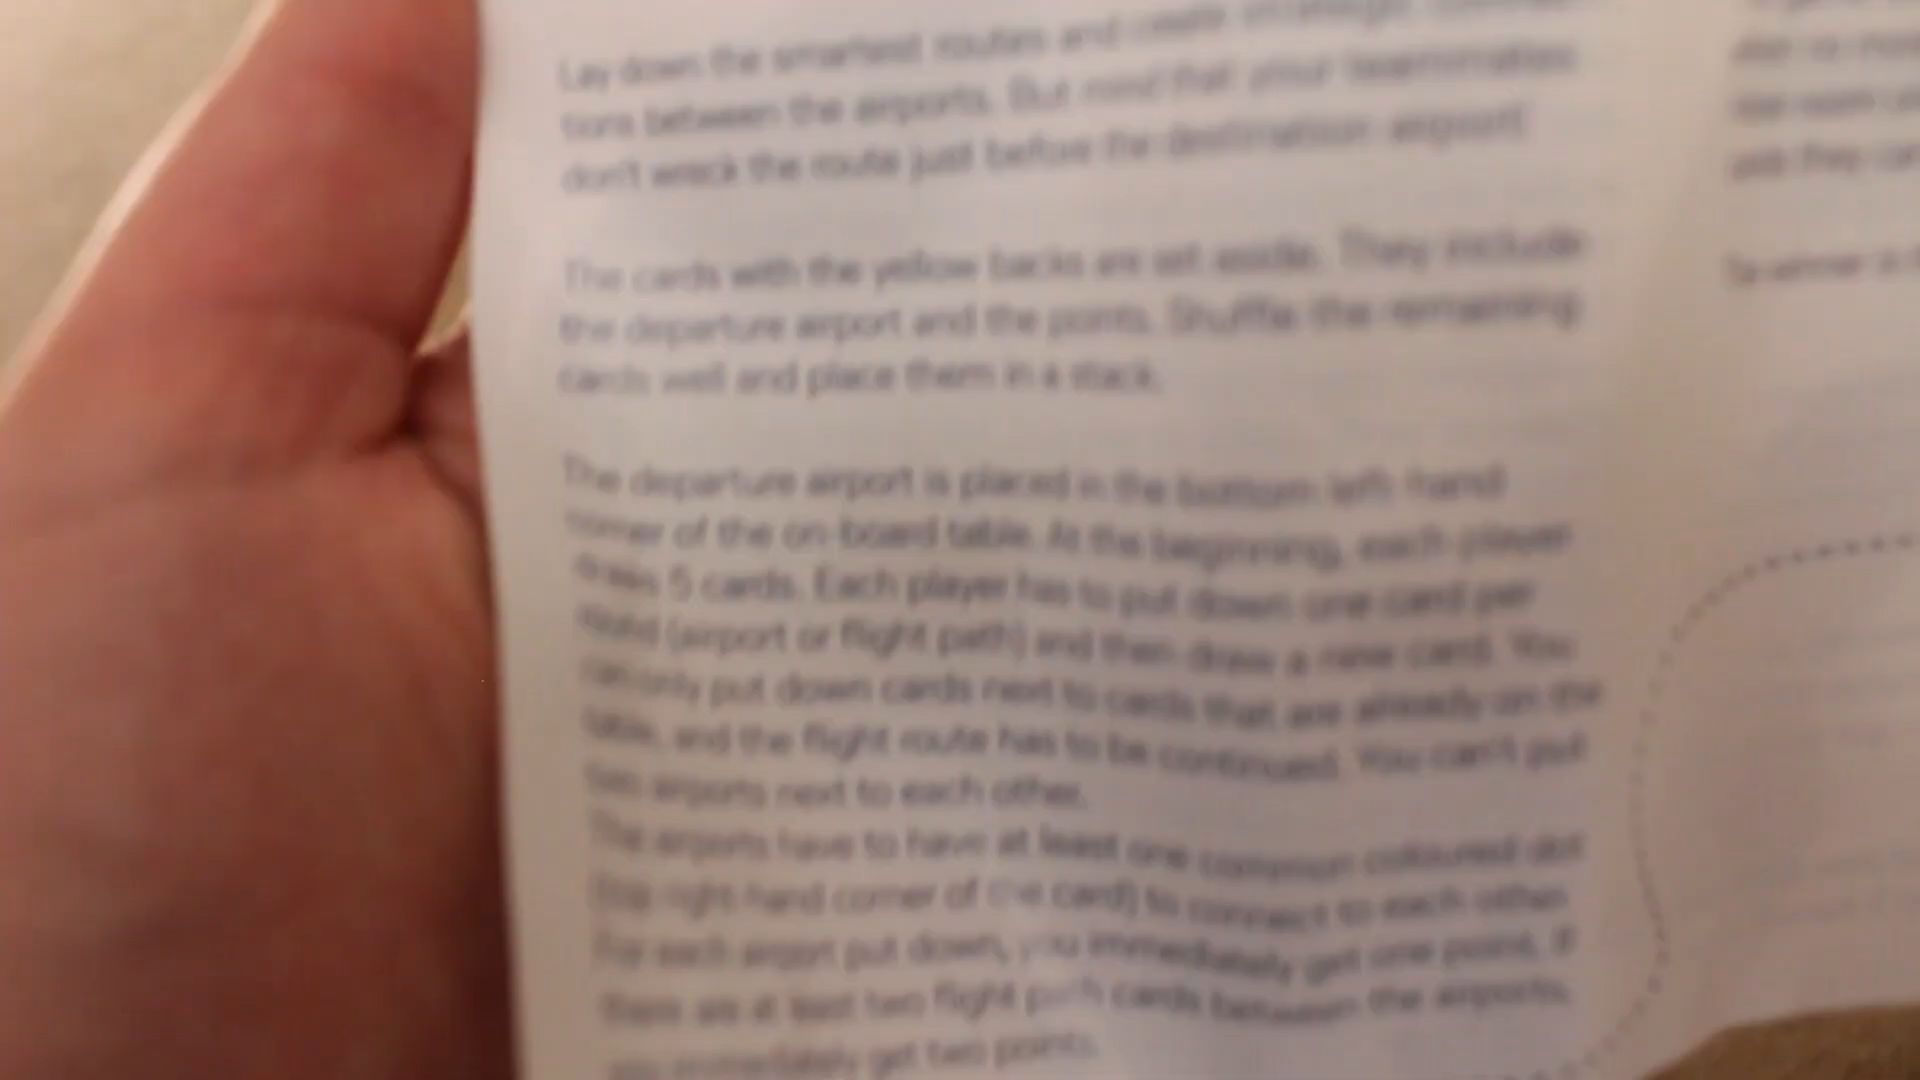 Lay down the smartest routes and create strategic
tions between the airports. But mind that your teammates
don't wreck the route just before the destination airport!
The cards with the yellow backs are set aside. They include
the departure airport and the points. Shuffle the remaining
cards well and place them in a stack.
The departure airport is placed in the bottom left-hand
corner of the on-board table. At the beginning, each player
draws 5 cards. Each player has to put down one card per
round (airport or flight path) and then draw a new card. You
can only put down cards next to cards that are already on the
table, and the flight route has to be continued. You can't put
two airports next to each other.
The airports have to have at least one common coloured dot
(top right hand corner of the card) to connect to each other.
For each airport put down, you immediately get one point, if
there are at least two flight path cards between the airports,
you immediately get two points.